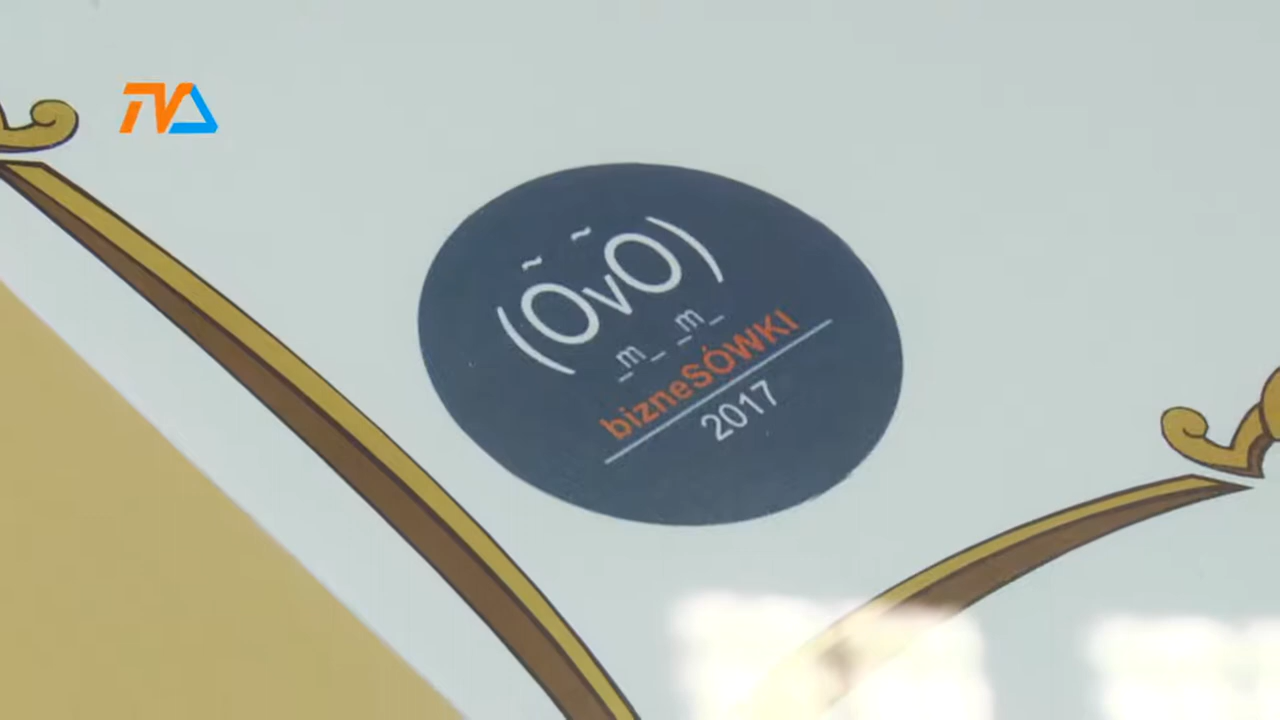 TVA
(ÕvÕ)
_m_ _m_
bizneSÓWKI
2017